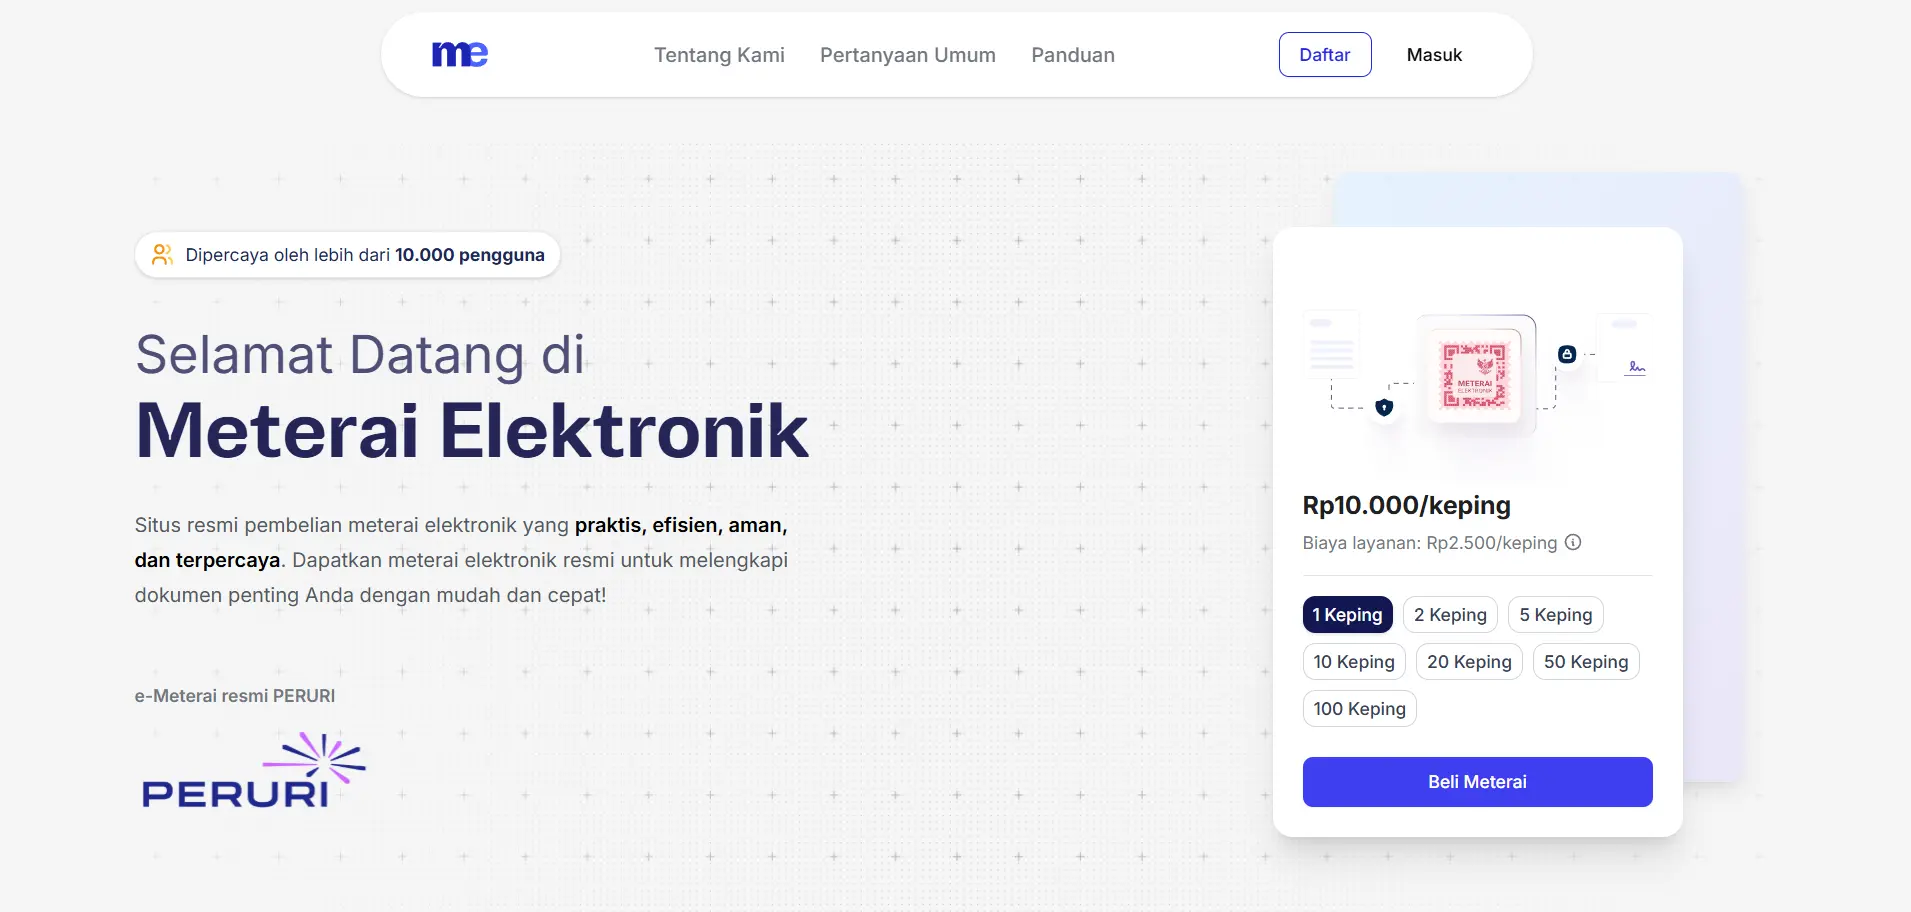 me
Tentang Kami
Pertanyaan Umum
Panduan
Daftar
Masuk
Dipercaya oleh lebih dari 10.000 pengguna
Selamat Datang di
Meterai Elektronik
Situs resmi pembelian meterai elektronik yang praktis, efisien, aman,
dan terpercaya. Dapatkan meterai elektronik resmi untuk melengkapi
dokumen penting Anda dengan mudah dan cepat!
e-Meterai resmi PERURI
PERURI
METERAI
ELEKTRONIK
Rp10.000/keping
Biaya layanan: Rp2.500/keping
1 Keping
2 Keping
5 Keping
10 Keping
20 Keping
50 Keping
100 Keping
Beli Meterai